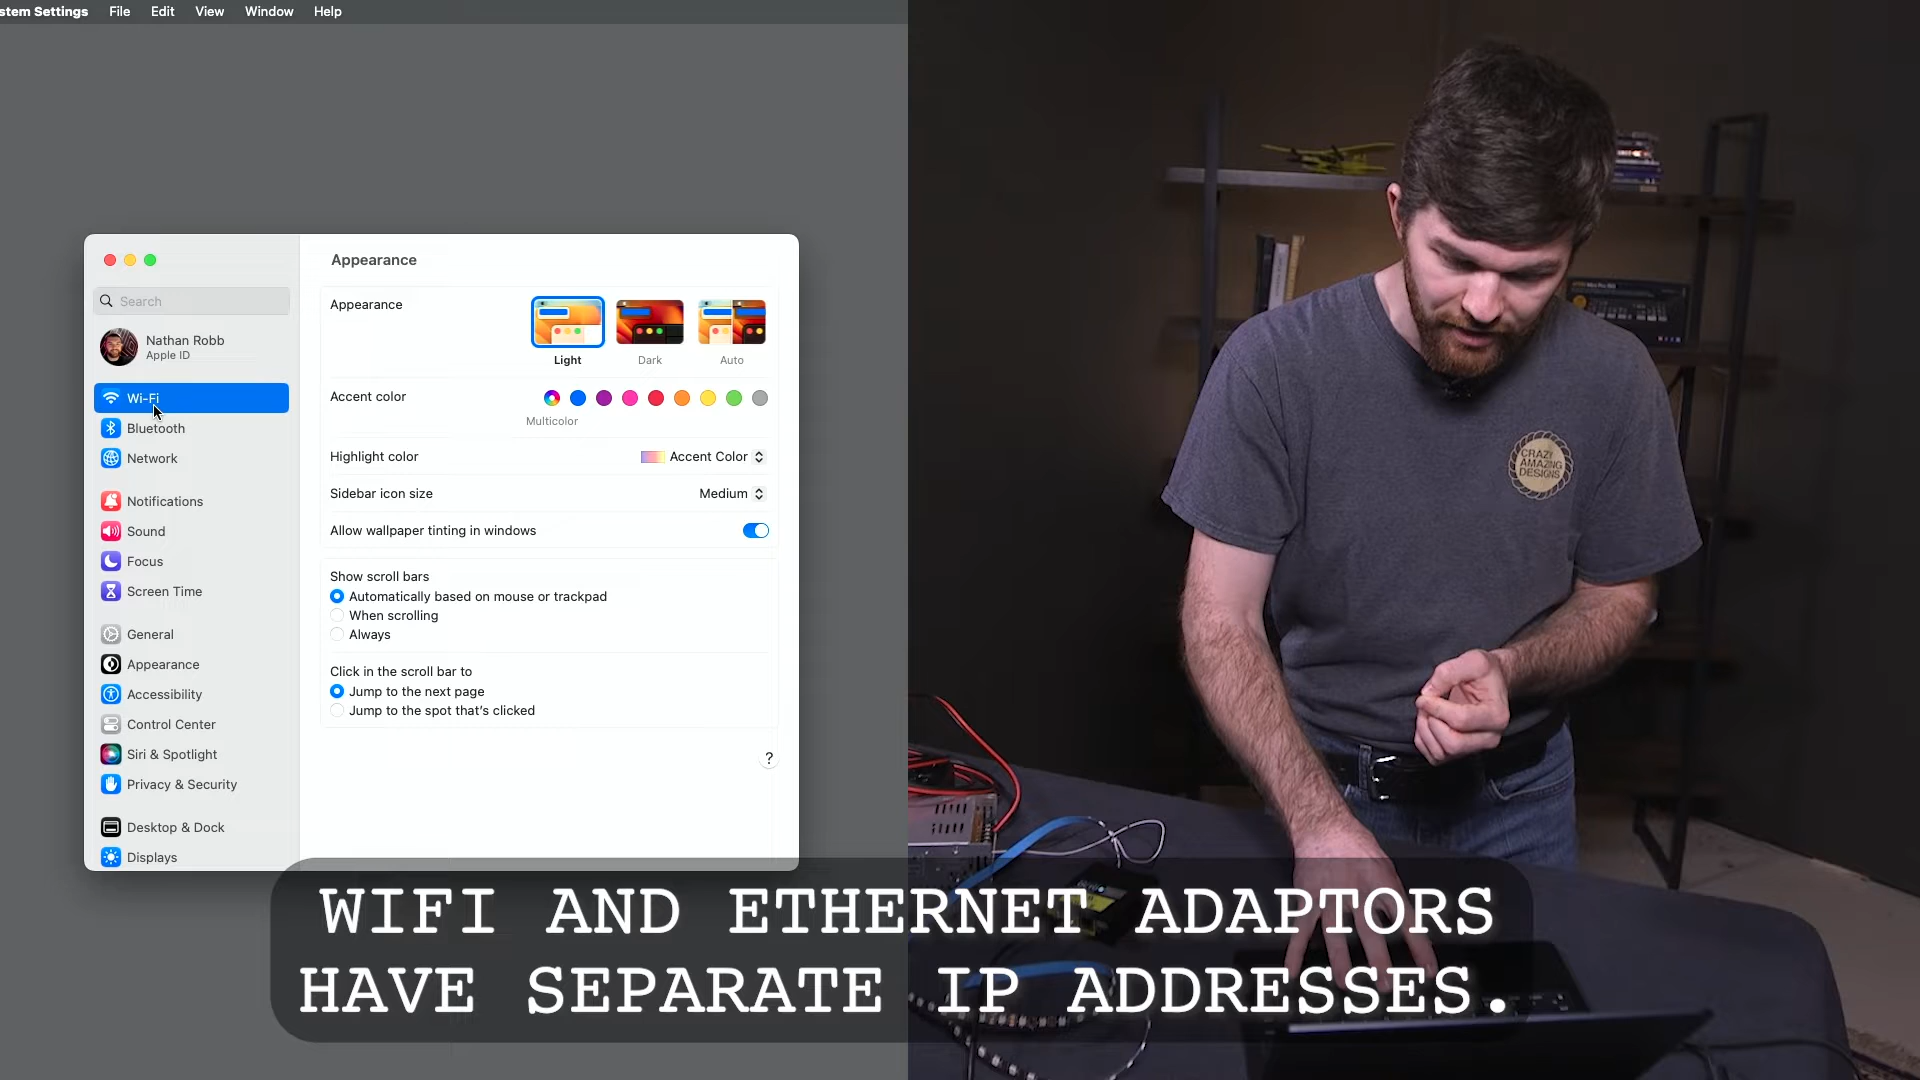 stem Settings File Edit View Window Help
Search
Nathan Robb
Apple ID
Wi-Fi
Bluetooth
Network
Notifications
Sound
Focus
Screen Time
General
Appearance
Accessibility
Control Center
Siri & Spotlight
Privacy & Security
Desktop & Dock
Displays
Appearance
Appearance
Light Dark Auto
Accent color
Multicolor
Highlight color Accent Color
Sidebar icon size Medium
Allow wallpaper tinting in windows
Show scroll bars
Automatically based on mouse or trackpad
When scrolling
Always
Click in the scroll bar to
Jump to the next page
Jump to the spot that's clicked
?
CRAZY
AMAZING
DESIGNS
WIFI AND ETHERNET ADAPTORS
HAVE SEPARATE IP ADDRESSES.